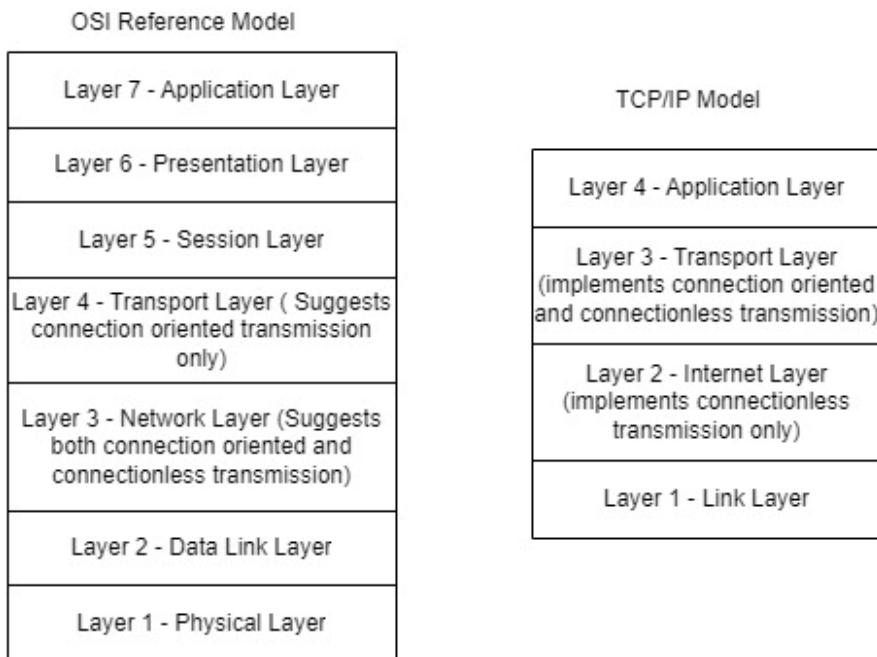 OSI Reference Model
Layer 7 - Application Layer
Layer 6 - Presentation Layer
Layer 5 - Session Layer
Layer 4 - Transport Layer ( Suggests
connection oriented transmission
only)
Layer 3 - Network Layer (Suggests
both connection oriented and
connectionless transmission)
Layer 2 - Data Link Layer
Layer 1 - Physical Layer
TCP/IP Model
Layer 4 - Application Layer
Layer 3 - Transport Layer
(implements connection oriented
and connectionless transmission)
Layer 2 - Internet Layer
(implements connectionless
transmission only)
Layer 1 - Link Layer